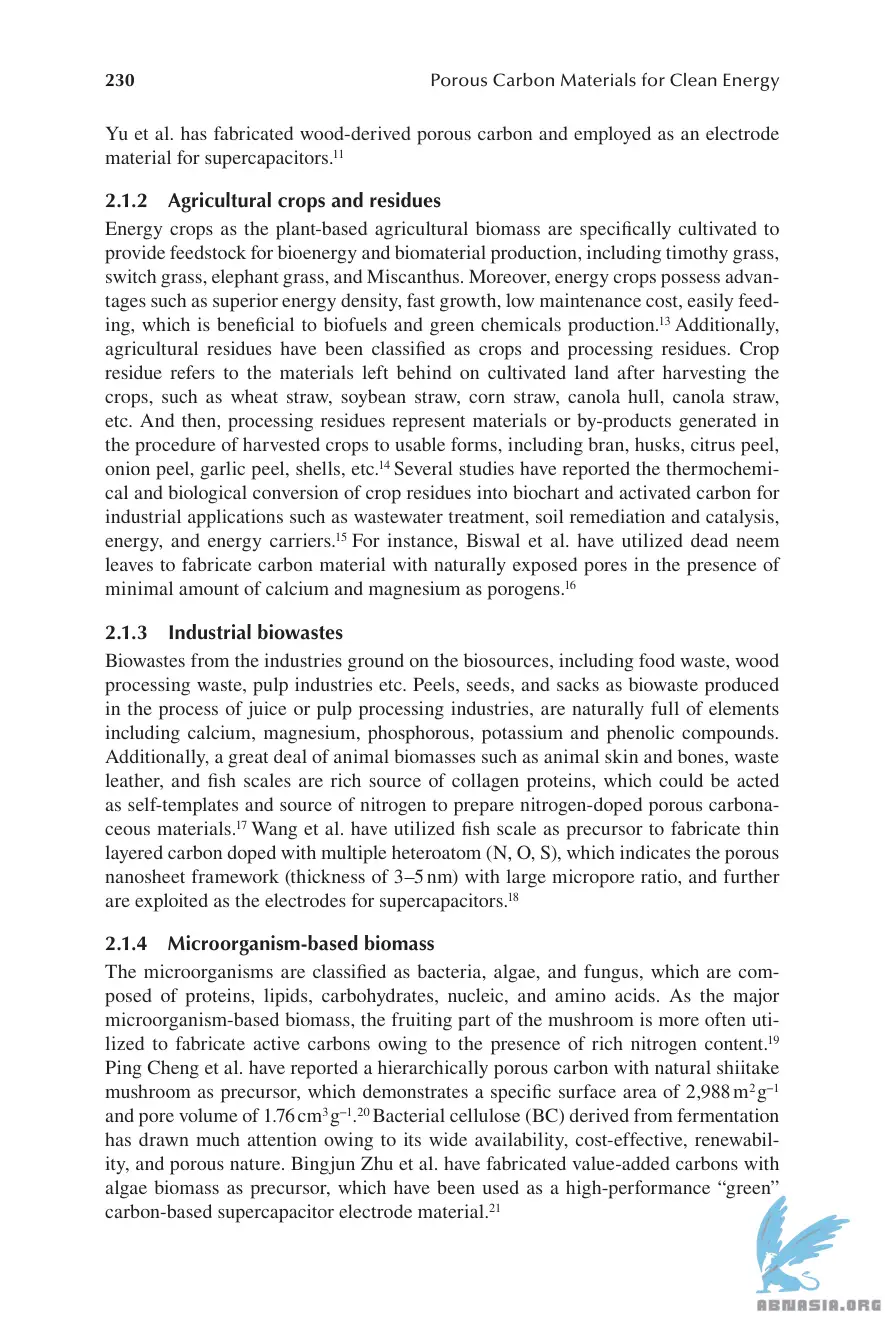 230 Porous Carbon Materials for Clean Energy
Yu et al. has fabricated wood-derived porous carbon and employed as an electrode
material for supercapacitors.11
2.1.2 Agricultural crops and residues
Energy crops as the plant-based agricultural biomass are specifically cultivated to
provide feedstock for bioenergy and biomaterial production, including timothy grass,
switch grass, elephant grass, and Miscanthus. Moreover, energy crops possess advan-
tages such as superior energy density, fast growth, low maintenance cost, easily feed-
ing, which is beneficial to biofuels and green chemicals production.13 Additionally,
agricultural residues have been classified as crops and processing residues. Crop
residue refers to the materials left behind on cultivated land after harvesting the
crops, such as wheat straw, soybean straw, corn straw, canola hull, canola straw,
etc. And then, processing residues represent materials or by-products generated in
the procedure of harvested crops to usable forms, including bran, husks, citrus peel,
onion peel, garlic peel, shells, etc.14 Several studies have reported the thermochemi-
cal and biological conversion of crop residues into biochart and activated carbon for
industrial applications such as wastewater treatment, soil remediation and catalysis,
energy, and energy carriers.15 For instance, Biswal et al. have utilized dead neem
leaves to fabricate carbon material with naturally exposed pores in the presence of
minimal amount of calcium and magnesium as porogens.16
2.1.3 Industrial biowastes
Biowastes from the industries ground on the biosources, including food waste, wood
processing waste, pulp industries etc. Peels, seeds, and sacks as biowaste produced
in the process of juice or pulp processing industries, are naturally full of elements
including calcium, magnesium, phosphorous, potassium and phenolic compounds.
Additionally, a great deal of animal biomasses such as animal skin and bones, waste
leather, and fish scales are rich source of collagen proteins, which could be acted
as self-templates and source of nitrogen to prepare nitrogen-doped porous carbona-
ceous materials.17 Wang et al. have utilized fish scale as precursor to fabricate thin
layered carbon doped with multiple heteroatom (N, O, S), which indicates the porous
nanosheet framework (thickness of 3–5 nm) with large micropore ratio, and further
are exploited as the electrodes for supercapacitors.18
2.1.4 Microorganism-based biomass
The microorganisms are classified as bacteria, algae, and fungus, which are com-
posed of proteins, lipids, carbohydrates, nucleic, and amino acids. As the major
microorganism-based biomass, the fruiting part of the mushroom is more often uti-
lized to fabricate active carbons owing to the presence of rich nitrogen content.19
Ping Cheng et al. have reported a hierarchically porous carbon with natural shiitake
mushroom as precursor, which demonstrates a specific surface area of 2,988 m2 g−1
and pore volume of 1.76 cm3 g−1.20 Bacterial cellulose (BC) derived from fermentation
has drawn much attention owing to its wide availability, cost-effective, renewabil-
ity, and porous nature. Bingjun Zhu et al. have fabricated value-added carbons with
algae biomass as precursor, which have been used as a high-performance “green”
carbon-based supercapacitor electrode material.21
ABNASIA.ORG